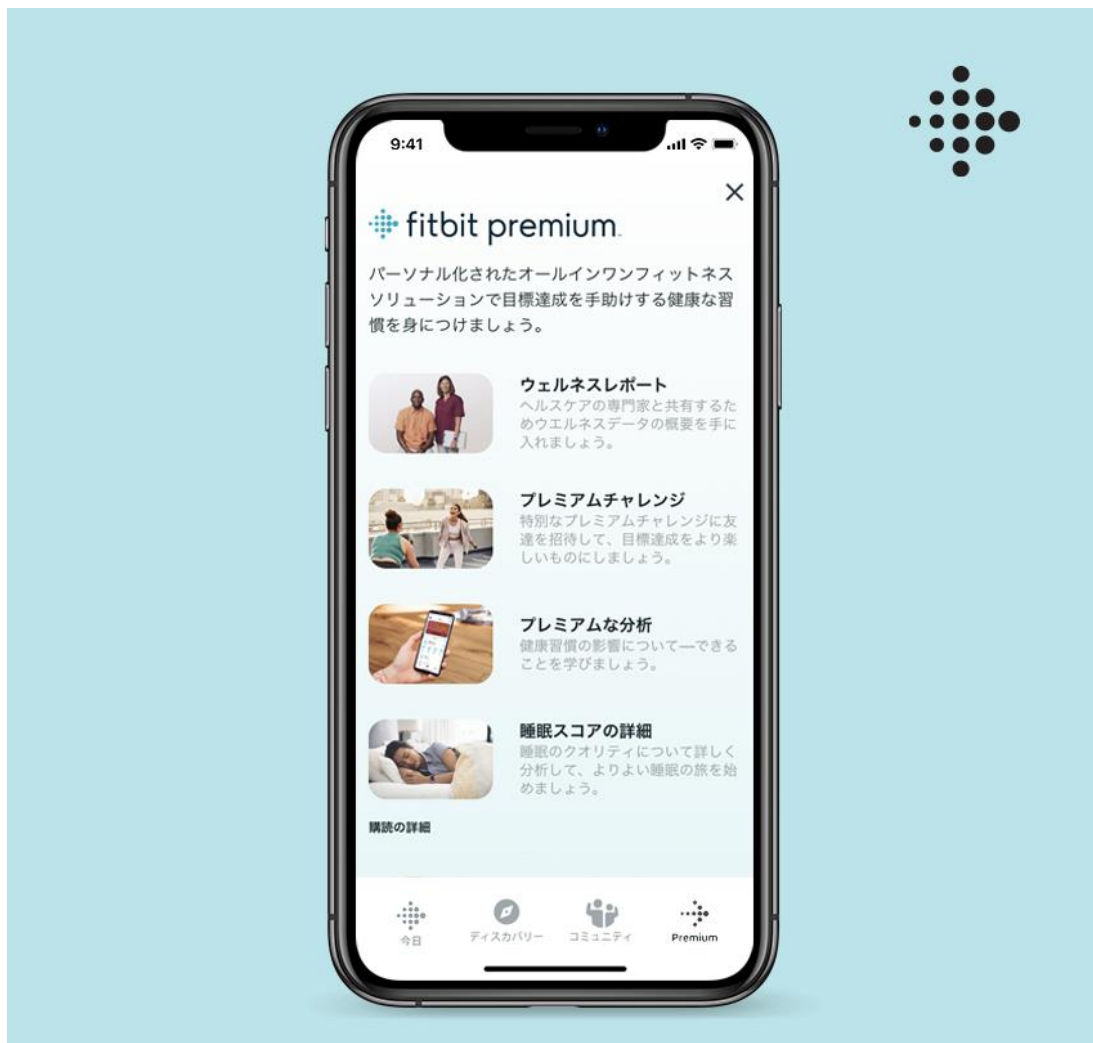 9:41
fitbit premium
パーソナル化されたオールインワンフィットネス
ソリューションで目標達成を手助けする健康な習
慣を身につけましょう。
ウェルネスレポート
ヘルスケアの専門家と共有するた
めウエルネスデータの概要を手に
入れましょう。
プレミアムチャレンジ
特別なプレミアムチャレンジに友
達を招待して、目標達成をより楽
しいものにしましょう。
プレミアムな分析
健康習慣の影響について—できる
ことを学びましょう。
睡眠スコアの詳細
睡眠のクオリティについて詳しく
分析して、よりよい睡眠の旅を始
めましょう。
購読の詳細
今日 ディスカバリー コミュニティ Premium